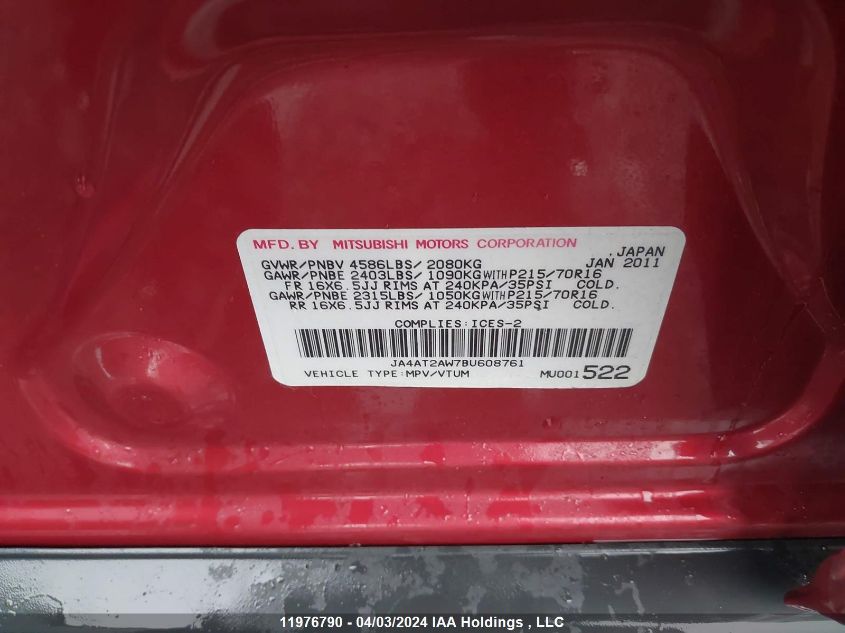 MFD. BY MITSUBISHI MOTORS CORPORATION
, JAPAN
GVWR/PNBV 4586LBS/2080KG JAN 2011
GAWR/PNBE 2403LBS/1090KG WITH P215/70R16
FR 16X6.5JJ RIMS AT 240KPA/35PSI COLD.
GAWR/PNBE 2315LBS/1050KG WITH P215/70R16
RR 16X6.5JJ RIMS AT 240KPA/35PSI COLD.
COMPLIES:ICES-2
JA4AT2AW7BU608761
VEHICLE TYPE:MPV/VTUM MU001522
11976790 - 04/03/2024 IAA Holdings , LLC